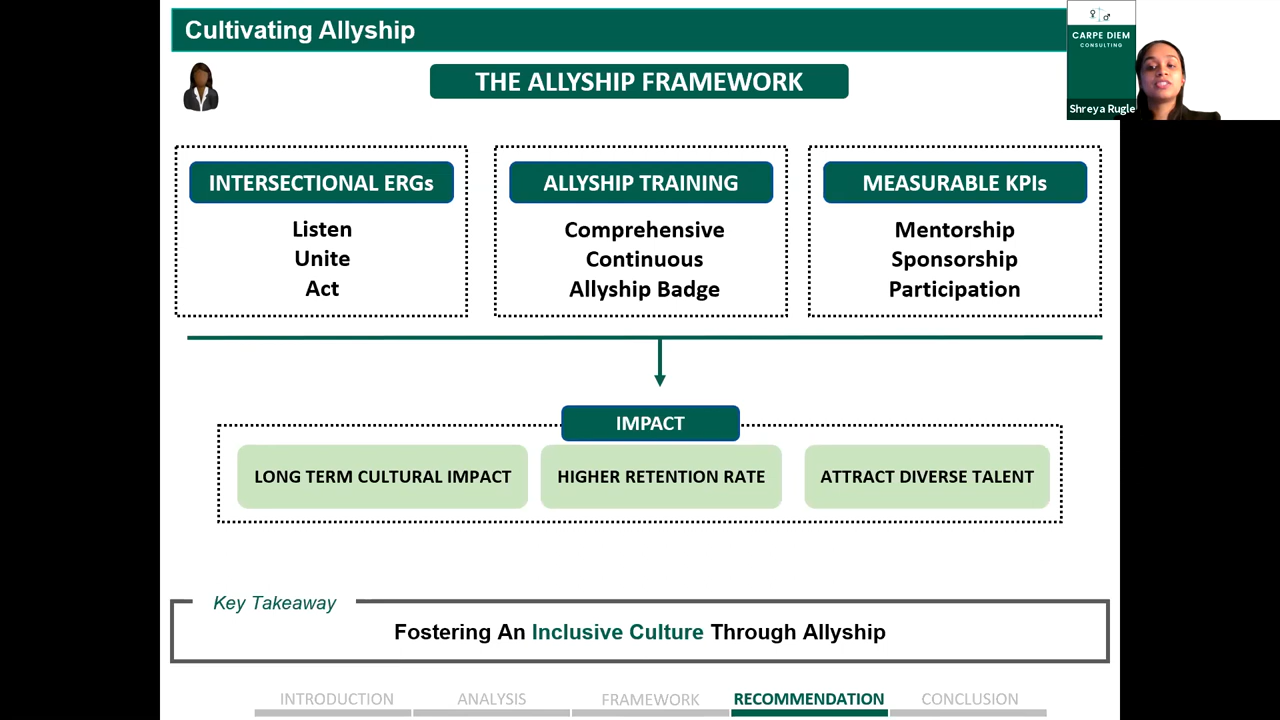 Cultivating Allyship
CARPE DIEM
CONSULTING
Shreya Rugle
THE ALLYSHIP FRAMEWORK
INTERSECTIONAL ERGs
Listen
Unite
Act
ALLYSHIP TRAINING
Comprehensive
Continuous
Allyship Badge
MEASURABLE KPIs
Mentorship
Sponsorship
Participation
IMPACT
LONG TERM CULTURAL IMPACT
HIGHER RETENTION RATE
ATTRACT DIVERSE TALENT
Key Takeaway
Fostering An Inclusive Culture Through Allyship
INTRODUCTION
ANALYSIS
FRAMEWORK
RECOMMENDATION
CONCLUSION